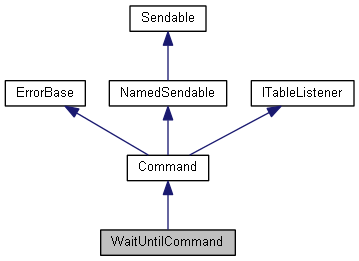 Sendable
ErrorBase
NamedSendable
ITableListener
Command
WaitUntilCommand